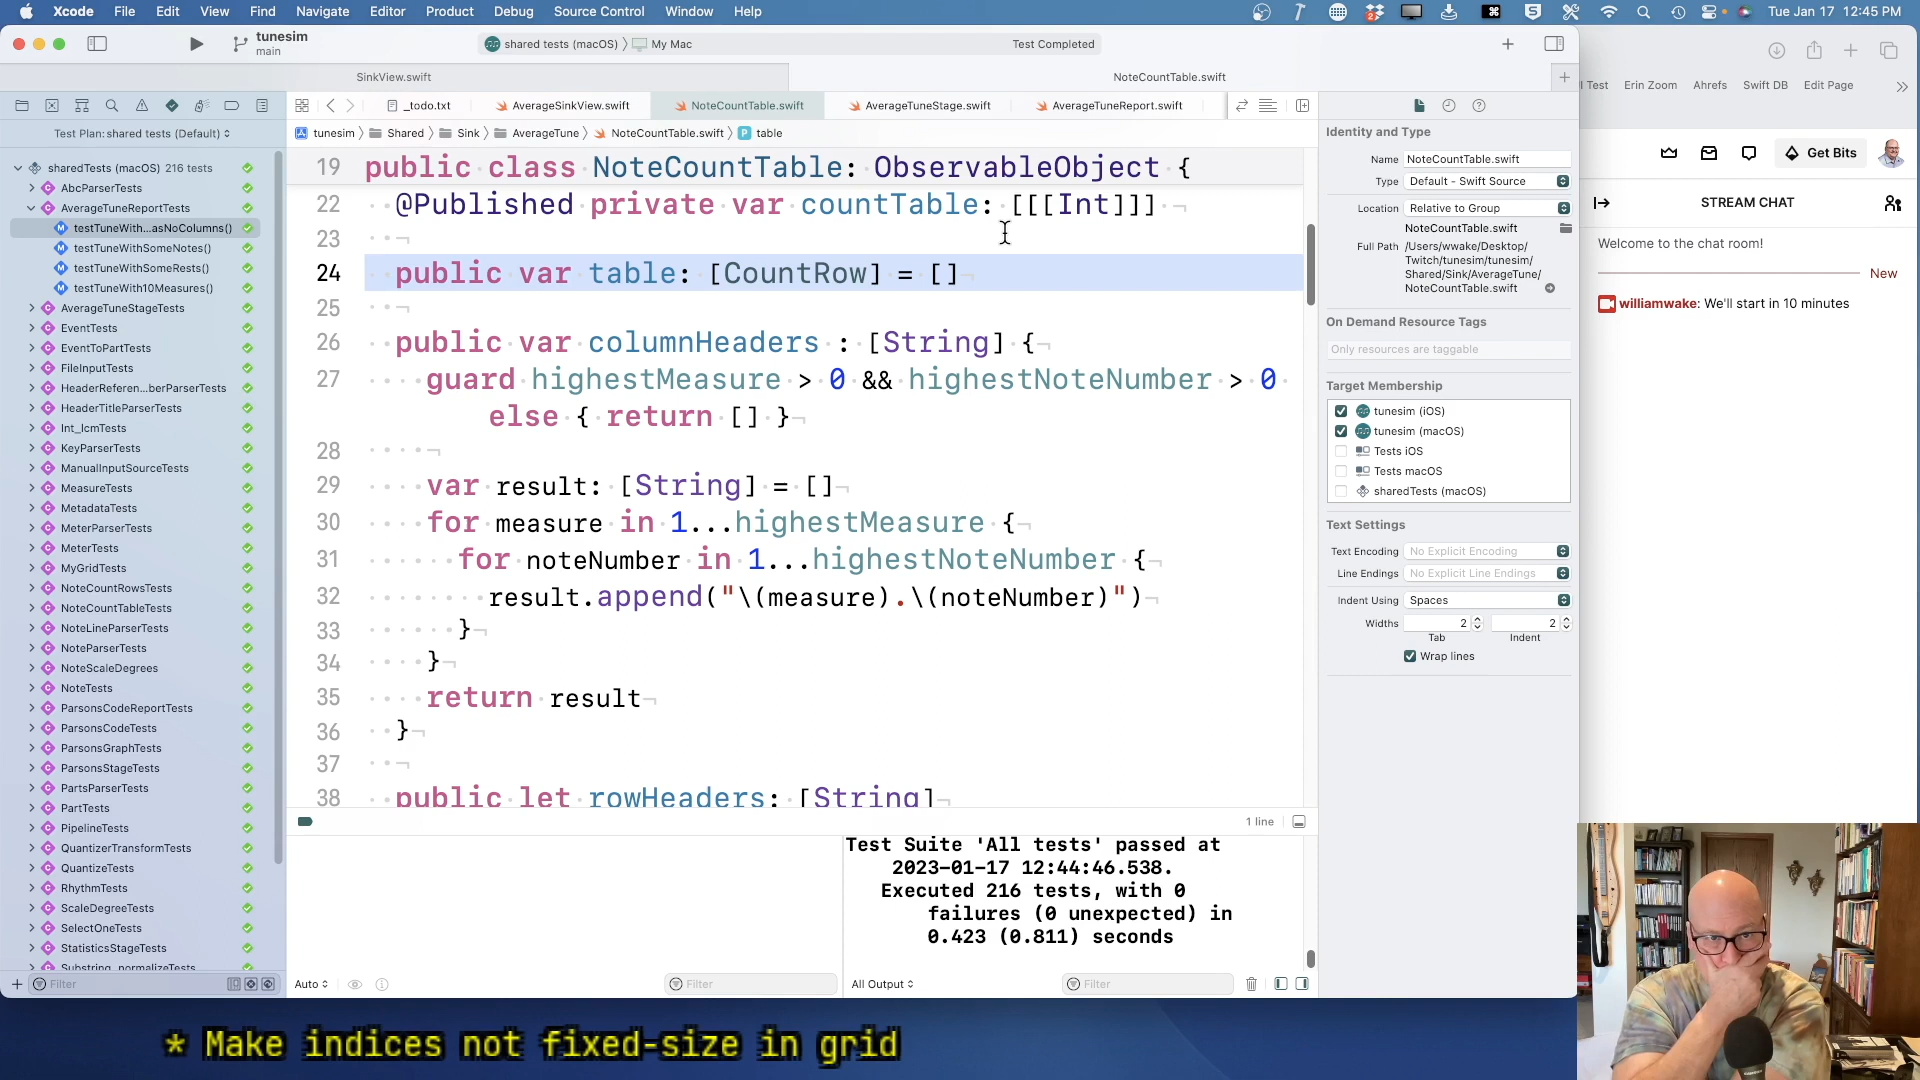 Xcode File Edit View Find Navigate Editor Product Debug Source Control Window Help Tue Jan 17 12:45 PM
tunesim
main
shared tests (macOS) My Mac Test Completed
SinkView.swift NoteCountTable.swift
_todo.txt AverageSinkView.swift NoteCountTable.swift AverageTuneStage.swift AverageTuneReport.swift
Test Plan:shared tests (Default)
tunesim Shared Sink AverageTune NoteCountTable.swift P table
sharedTests (macOS) 216 tests
AbcParserTests
AverageTuneReportTests
testTuneWith...asNoColumns()
testTuneWithSomeNotes()
testTuneWithSomeRests()
testTuneWith10Measures()
AverageTuneStageTests
EventTests
EventToPartTests
FileInputTests
HeaderReferen...berParserTests
HeaderTitleParserTests
Int_lcmTests
KeyParserTests
ManualInputSourceTests
MeasureTests
MetadataTests
MeterParserTests
MeterTests
MyGridTests
NoteCountRowsTests
NoteCountTableTests
NoteLineParserTests
NoteParserTests
NoteScaleDegrees
NoteTests
ParsonsCodeReportTests
ParsonsCodeTests
ParsonsGraphTests
ParsonsStageTests
PartsParserTests
PartTests
PipelineTests
QuantizerTransformTests
QuantizeTests
RhythmTests
ScaleDegreeTests
SelectOneTests
StatisticsStageTests
Substring_normalizeTests
Filter
19 public class NoteCountTable: ObservableObject {
22 @Published private var countTable: [[[Int]]]
23
24 public var table: [CountRow] = []
25
26 public var columnHeaders : [String] {
27 guard highestMeasure > 0 && highestNoteNumber > 0
else { return [] }
28
29 var result: [String] = []
30 for measure in 1...highestMeasure {
31 for noteNumber in 1...highestNoteNumber {
32 result.append("\(measure).\(noteNumber)")
33 }
34 }
35 return result
36 }
37
38 public let rowHeaders: [String]
1 line
Test Suite 'All tests' passed at
2023-01-17 12:44:46.538.
Executed 216 tests, with 0
failures (0 unexpected) in
0.423 (0.811) seconds
Auto Filter All Output Filter
Identity and Type
Name NoteCountTable.swift
Type Default - Swift Source
Location Relative to Group
NoteCountTable.swift
Full Path /Users/wwake/Desktop/
Twitch/tunesim/tunesim/
Shared/Sink/AverageTune/
NoteCountTable.swift
On Demand Resource Tags
Only resources are taggable
Target Membership
tunesim (iOS)
tunesim (macOS)
Tests iOS
Tests macOS
sharedTests (macOS)
Text Settings
Text Encoding No Explicit Encoding
Line Endings No Explicit Line Endings
Indent Using Spaces
Widths 2 2
Tab Indent
Wrap lines
Test Erin Zoom Ahrefs Swift DB Edit Page
Get Bits
STREAM CHAT
Welcome to the chat room!
New
williamwake: We'll start in 10 minutes
* Make indices not fixed-size in grid